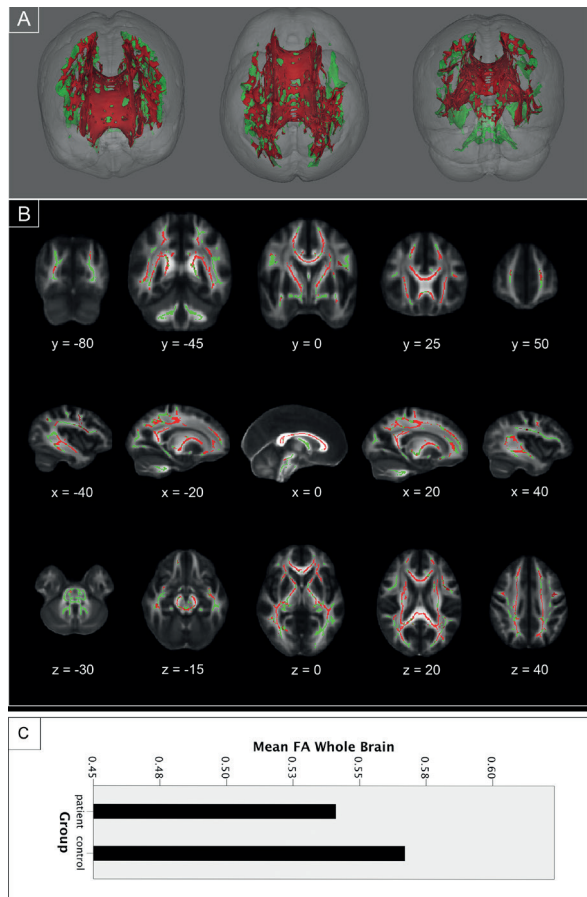 A
B
y = -80 y = -45 y = 0 y = 25 y = 50
x = -40 x = -20 x = 0 x = 20 x = 40
z = -30 z = -15 z = 0 z = 20 z = 40
C
Mean FA Whole Brain
0.45 0.48 0.50 0.53 0.55 0.58 0.60
patient
control
Group